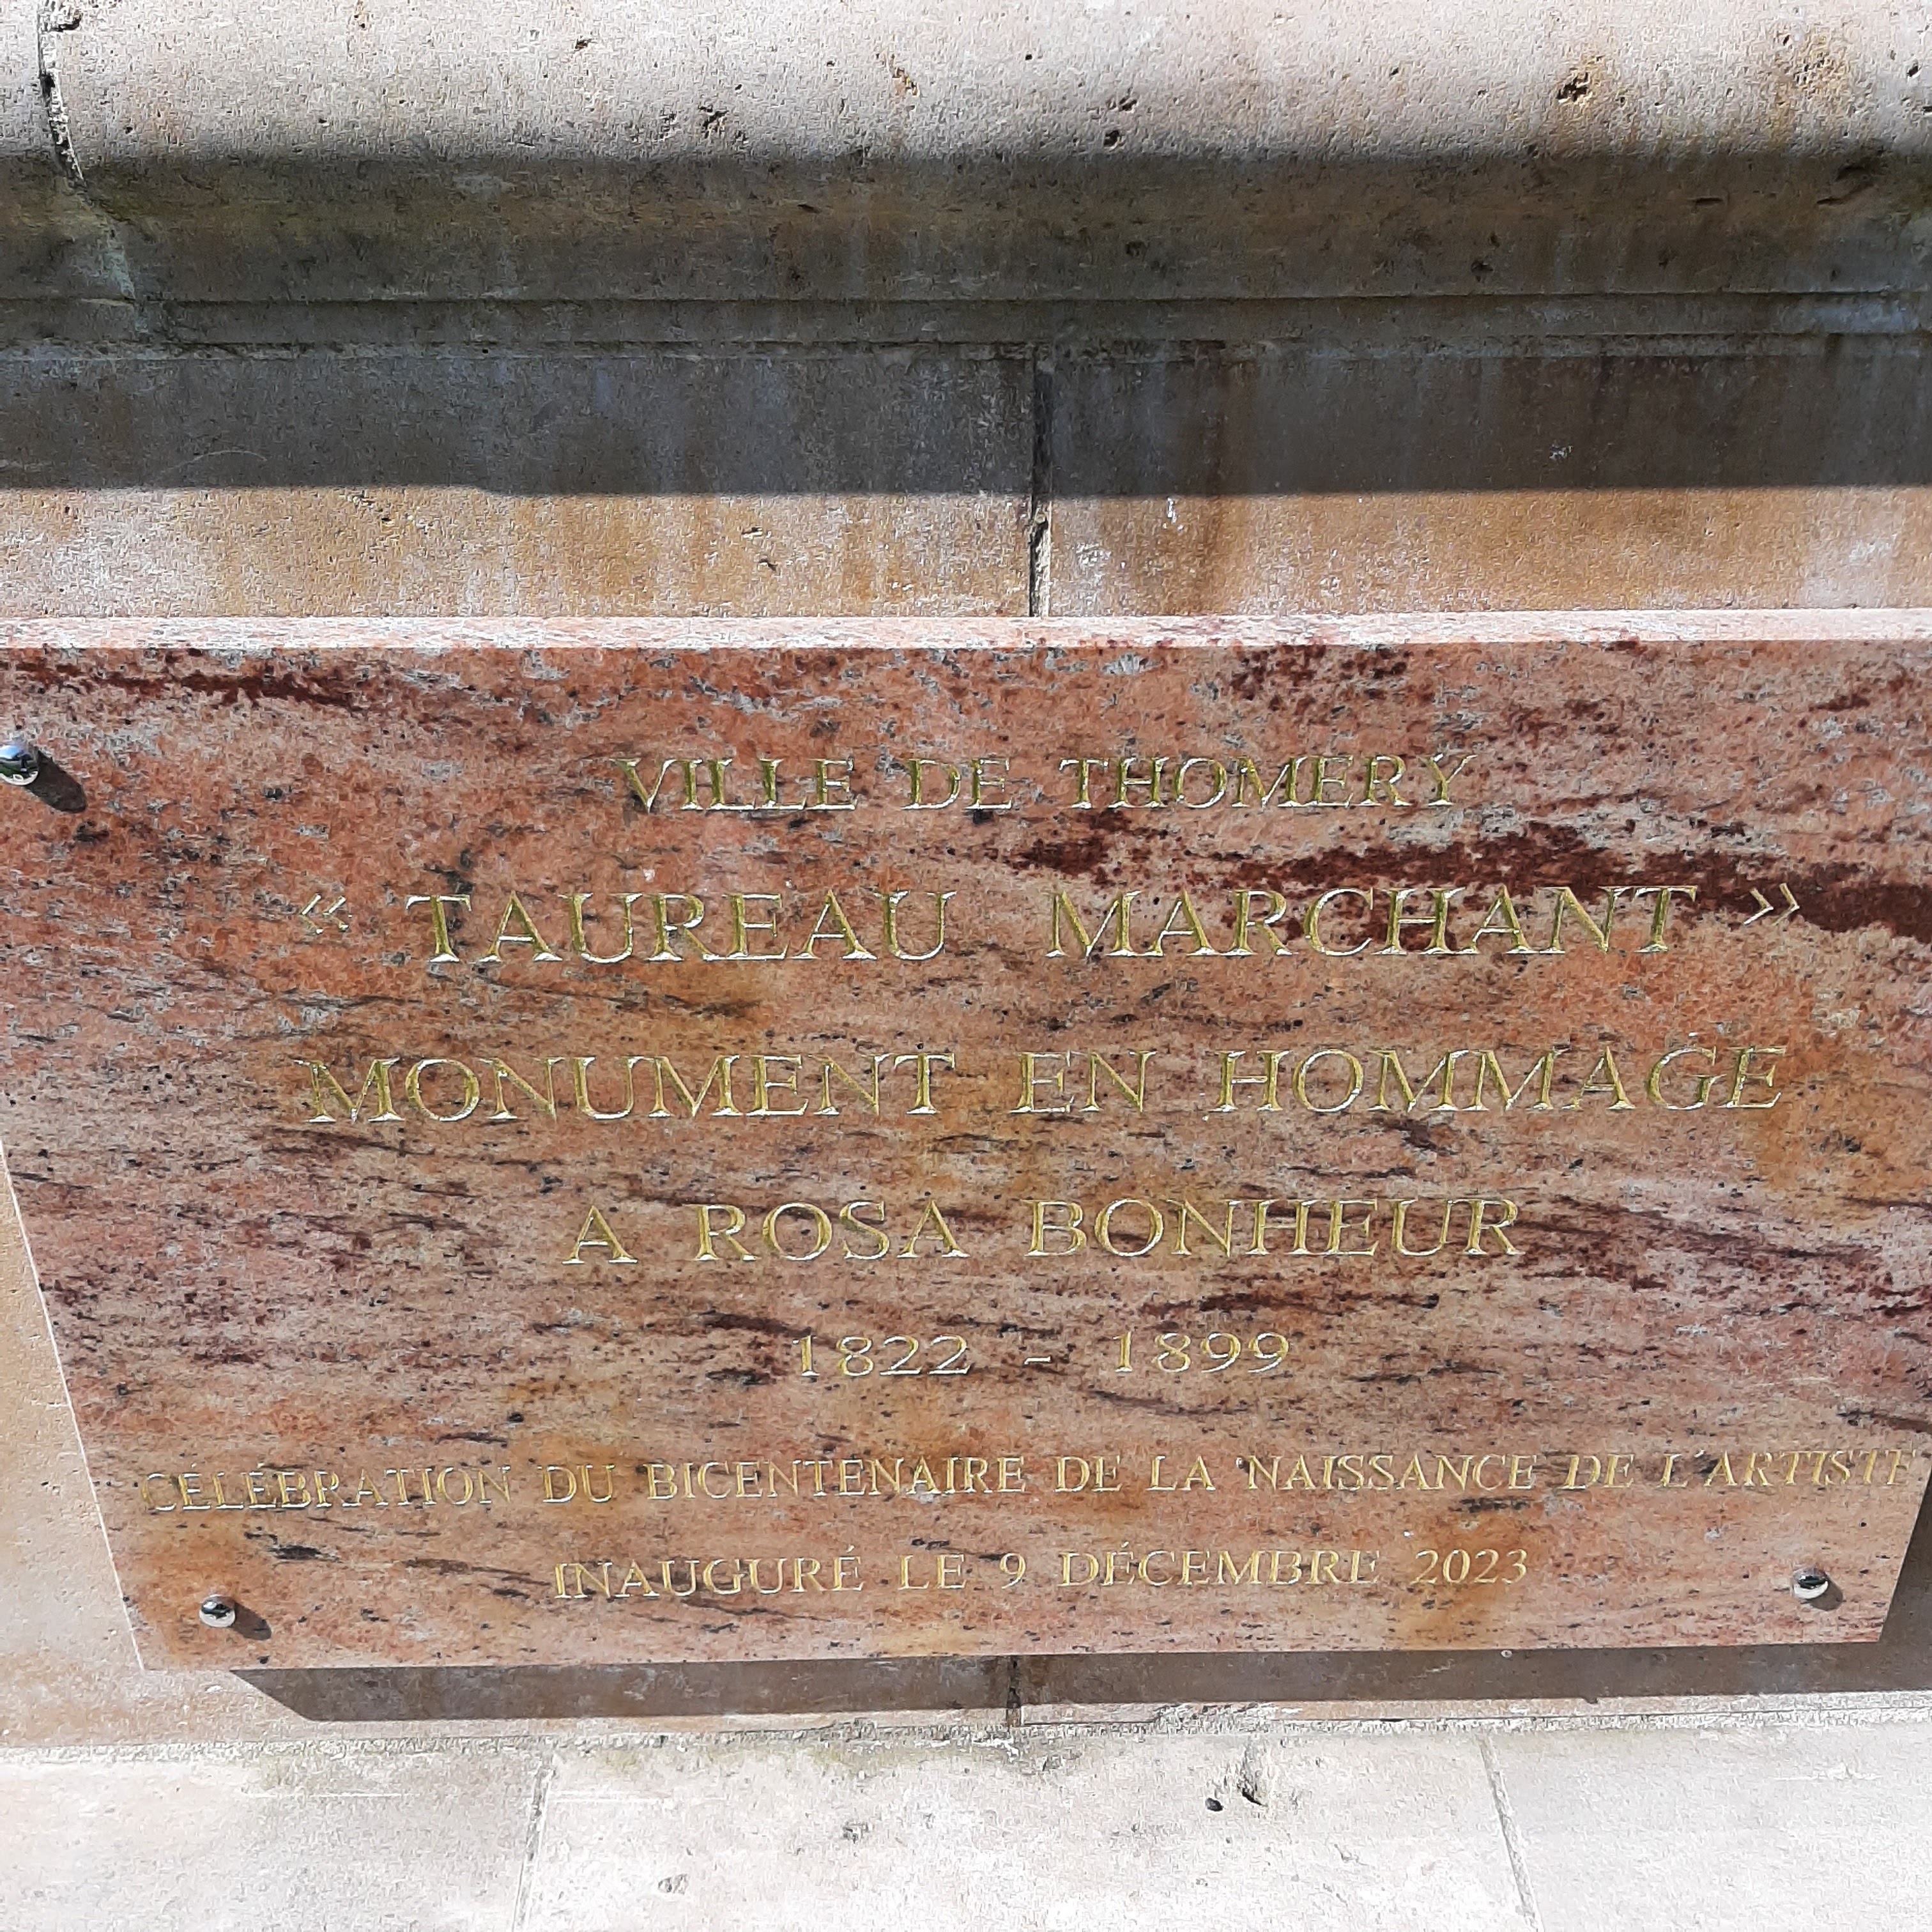 VILLE DE THOMERY
« TAUREAU MARCHANT »
MONUMENT EN HOMMAGE
A ROSA BONHEUR
1822 - 1899
CÉLÉBRATION DU BICENTENAIRE DE LA NAISSANCE DE L'ARTISTE
INAUGURÉ LE 9 DÉCEMBRE 2023